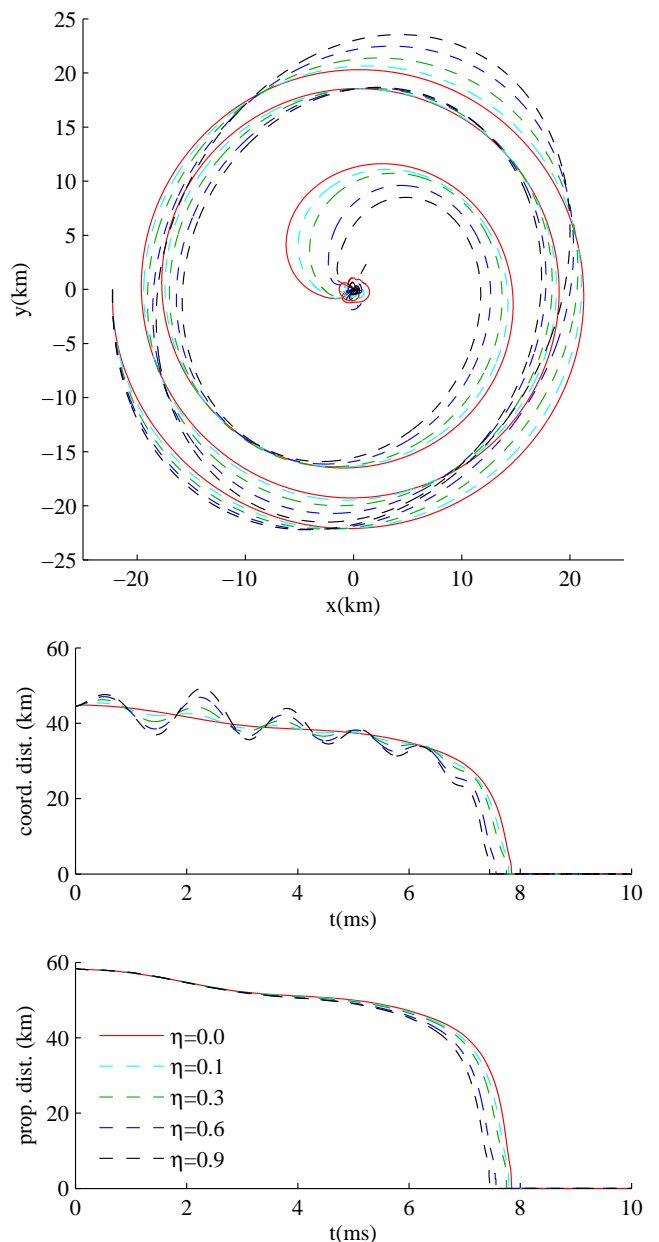 25
20
15
10
5
0
−5
−10
−15
−20
−25
y(km)
−20 −10 0 10 20
x(km)
60
40
20
0
coord. dist. (km)
0 2 4 6 8 10
t(ms)
60
40
20
0
prop. dist. (km)
η=0.0
η=0.1
η=0.3
η=0.6
η=0.9
0 2 4 6 8 10
t(ms)